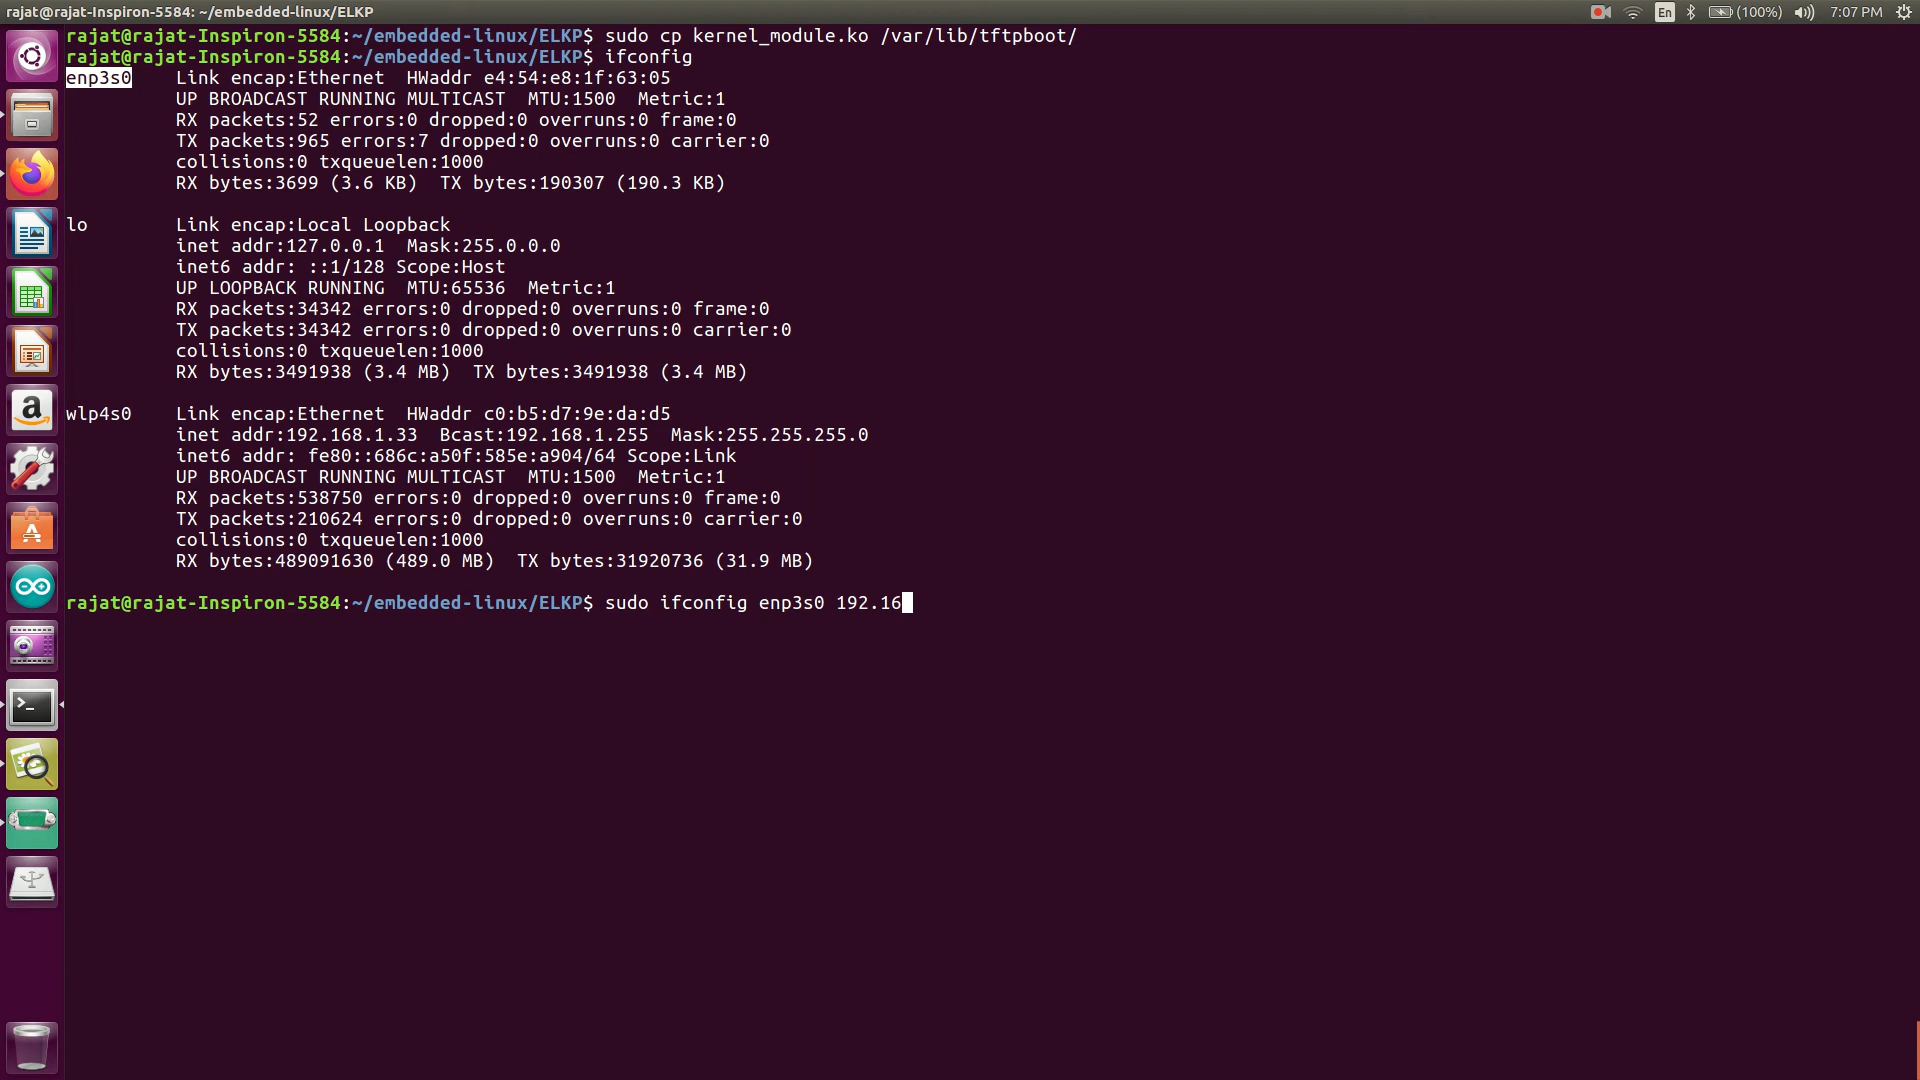 rajat@rajat-Inspiron-5584: ~/embedded-linux/ELKP
En (100%) 7:07 PM
rajat@rajat-Inspiron-5584:~/embedded-linux/ELKP$ sudo cp kernel_module.ko /var/lib/tftpboot/
rajat@rajat-Inspiron-5584:~/embedded-linux/ELKP$ ifconfig
enp3s0    Link encap:Ethernet  HWaddr e4:54:e8:1f:63:05
          UP BROADCAST RUNNING MULTICAST  MTU:1500  Metric:1
          RX packets:52 errors:0 dropped:0 overruns:0 frame:0
          TX packets:965 errors:7 dropped:0 overruns:0 carrier:0
          collisions:0 txqueuelen:1000
          RX bytes:3699 (3.6 KB)  TX bytes:190307 (190.3 KB)
lo        Link encap:Local Loopback
          inet addr:127.0.0.1  Mask:255.0.0.0
          inet6 addr: ::1/128 Scope:Host
          UP LOOPBACK RUNNING  MTU:65536  Metric:1
          RX packets:34342 errors:0 dropped:0 overruns:0 frame:0
          TX packets:34342 errors:0 dropped:0 overruns:0 carrier:0
          collisions:0 txqueuelen:1000
          RX bytes:3491938 (3.4 MB)  TX bytes:3491938 (3.4 MB)
wlp4s0    Link encap:Ethernet  HWaddr c0:b5:d7:9e:da:d5
          inet addr:192.168.1.33  Bcast:192.168.1.255  Mask:255.255.255.0
          inet6 addr: fe80::686c:a50f:585e:a904/64 Scope:Link
          UP BROADCAST RUNNING MULTICAST  MTU:1500  Metric:1
          RX packets:538750 errors:0 dropped:0 overruns:0 frame:0
          TX packets:210624 errors:0 dropped:0 overruns:0 carrier:0
          collisions:0 txqueuelen:1000
          RX bytes:489091630 (489.0 MB)  TX bytes:31920736 (31.9 MB)
rajat@rajat-Inspiron-5584:~/embedded-linux/ELKP$ sudo ifconfig enp3s0 192.16